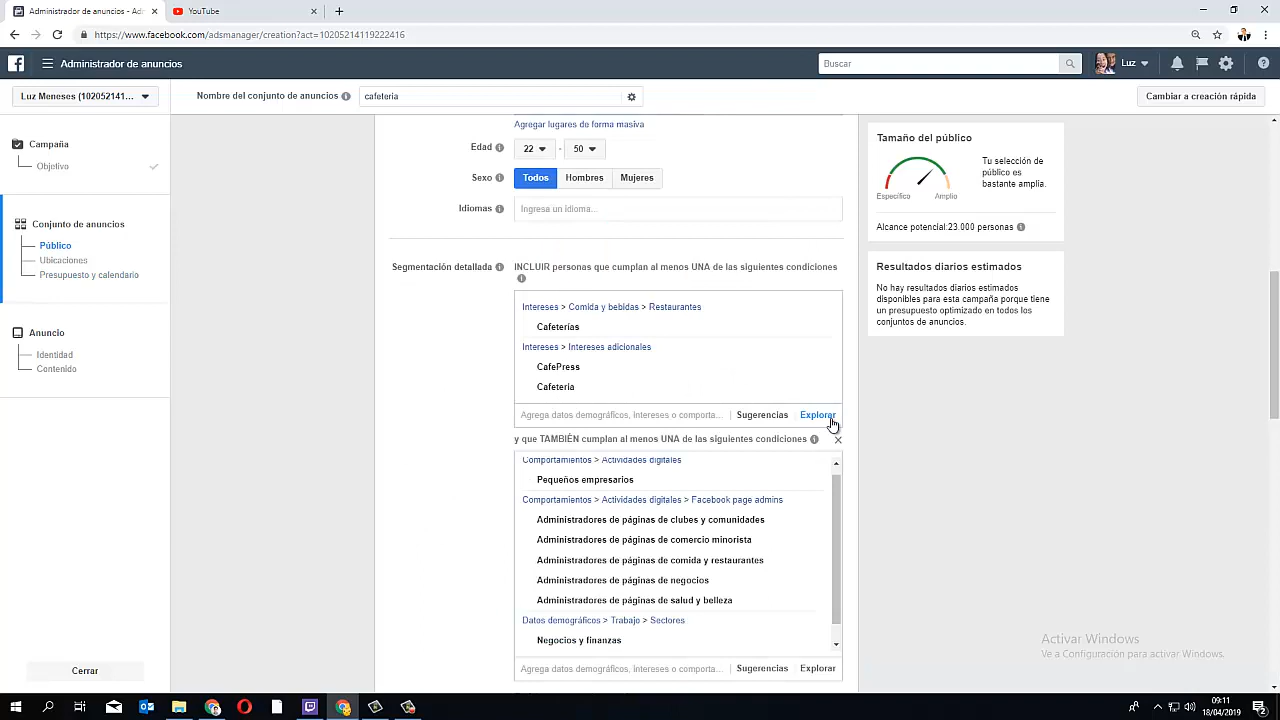 Administrador de anuncios - Adm
YouTube
https://www.facebook.com/adsmanager/creation?act=10205214119222416
Administrador de anuncios
Buscar
Luz
Luz Meneses (102052141...
Nombre del conjunto de anuncios
cafeteria
Cambiar a creación rápida
Campaña
Objetivo
Conjunto de anuncios
Público
Ubicaciones
Presupuesto y calendario
Anuncio
Identidad
Contenido
Cerrar
Agregar lugares de forma masiva
Edad
22
-
50
Sexo
Todos
Hombres
Mujeres
Idiomas
Ingresa un idioma...
Segmentación detallada
INCLUIR personas que cumplan al menos UNA de las siguientes condiciones
Intereses > Comida y bebidas > Restaurantes
Cafeterías
Intereses > Intereses adicionales
CafePress
Cafeteria
Agrega datos demográficos, intereses o comporta...
Sugerencias
Explorar
y que TAMBIÉN cumplan al menos UNA de las siguientes condiciones
Comportamientos > Actividades digitales
Pequeños empresarios
Comportamientos > Actividades digitales > Facebook page admins
Administradores de páginas de clubes y comunidades
Administradores de páginas de comercio minorista
Administradores de páginas de comida y restaurantes
Administradores de páginas de negocios
Administradores de páginas de salud y belleza
Datos demográficos > Trabajo > Sectores
Negocios y finanzas
Agrega datos demográficos, intereses o comporta...
Sugerencias
Explorar
Tamaño del público
Tu selección de
público es
bastante amplia.
Específico
Amplio
Alcance potencial:23.000 personas
Resultados diarios estimados
No hay resultados diarios estimados
disponibles para esta campaña porque tiene
un presupuesto optimizado en todos los
conjuntos de anuncios.
Activar Windows
Ve a Configuración para activar Windows.
09:11
18/04/2019
2